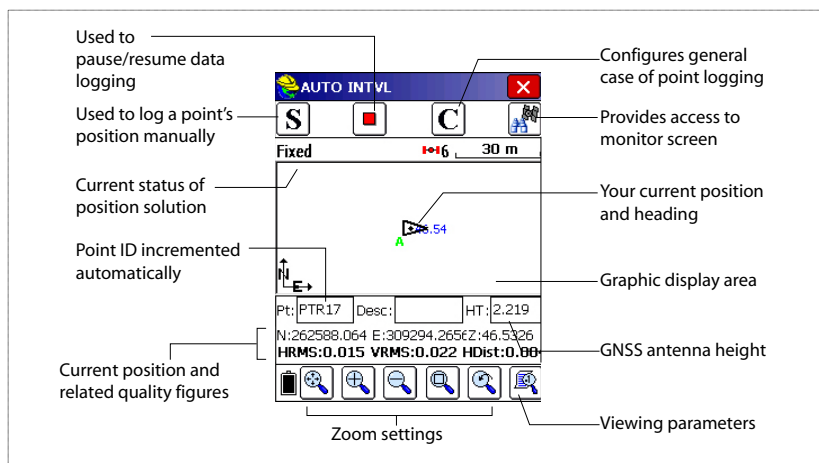 Used to
pause/resume data
logging
Configures general
case of point logging
AUTO INTVL
Used to log a point's
position manually
S
C
Provides access to
monitor screen
Fixed
6
30 m
Current status of
position solution
Your current position
and heading
46.54
A
Point ID incremented
automatically
N
E
Graphic display area
Pt: PTR17 Desc: HT: 2.219
N:262588.064 E:309294.2656 Z:46.5326
HRMS:0.015 VRMS:0.022 HDist:0.00
GNSS antenna height
Current position and
related quality figures
Zoom settings
Viewing parameters